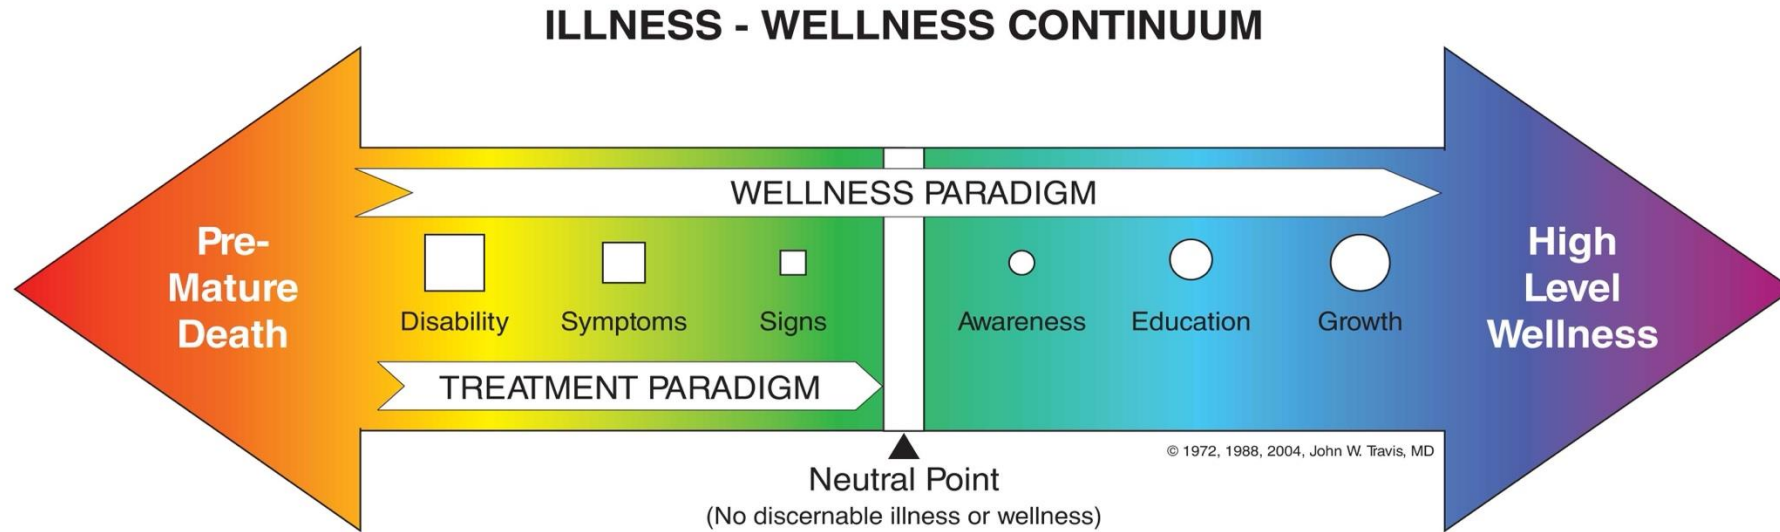 ILLNESS - WELLNESS CONTINUUM
WELLNESS PARADIGM
Pre-
Mature
Death
Disability
Symptoms
Signs
Awareness
Education
Growth
High
Level
Wellness
TREATMENT PARADIGM
© 1972, 1988, 2004, John W. Travis, MD
Neutral Point
(No discernable illness or wellness)